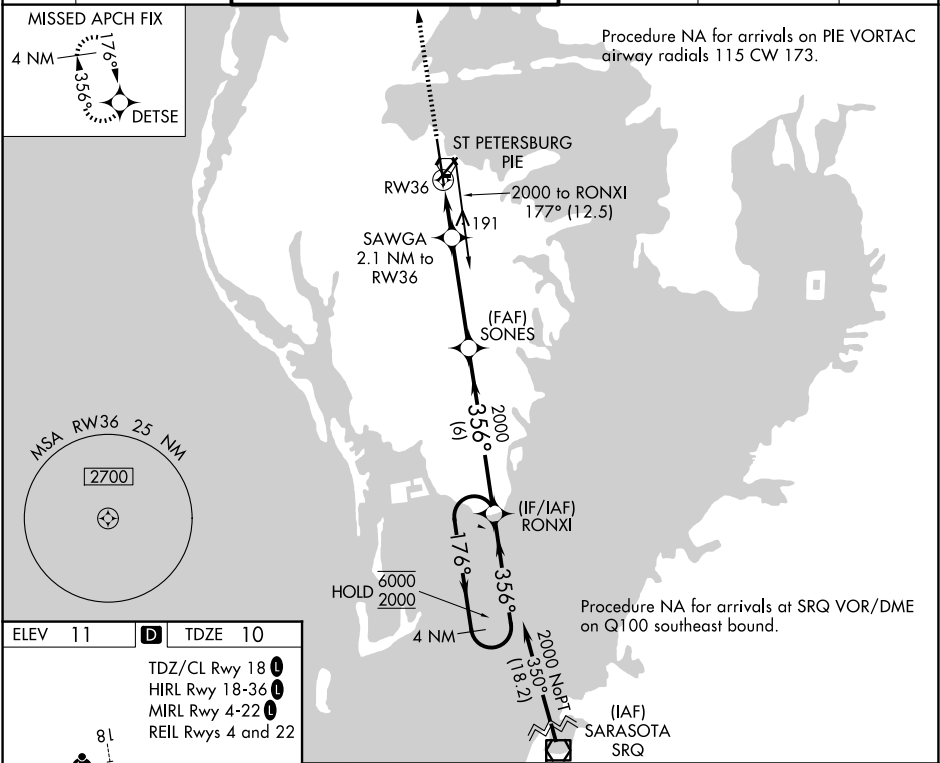 MISSED APCH FIX
4 NM
176°
356°
DETSE
Procedure NA for arrivals on PIE VORTAC
airway radials 115 CW 173.
ST PETERSBURG
PIE
RW36
2000 to RONXI
177° (12.5)
191
SAWGA
2.1 NM to
RW36
(FAF)
SONES
2000
356°
(6)
MSA RW36 25 NM
2700
(IF/IAF)
RONXI
176°
356°
HOLD
6000
2000
4 NM
Procedure NA for arrivals at SRQ VOR/DME
on Q100 southeast bound.
2000 NoPT
350°
(18.2)
(IAF)
SARASOTA
SRQ
ELEV 11 D TDZE 10
TDZ/CL Rwy 18 L
HIRL Rwy 18-36 L
MIRL Rwy 4-22 L
REIL Rwys 4 and 22
18